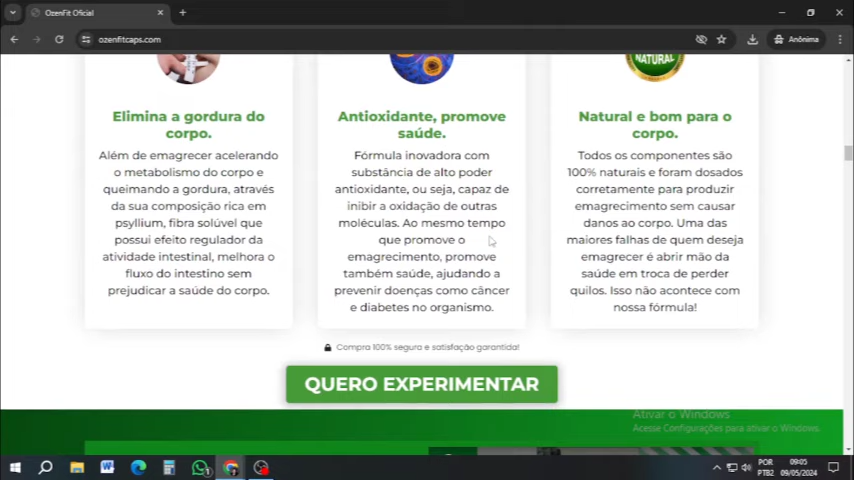 OzenFit Oficial
ozenfitcaps.com
Anônima
NATURAL
Elimina a gordura do
corpo.
Além de emagrecer acelerando
o metabolismo do corpo e
queimando a gordura, através
da sua composição rica em
psyllium, fibra solúvel que
possui efeito regulador da
atividade intestinal, melhora o
fluxo do intestino sem
prejudicar a saúde do corpo.
Antioxidante, promove
saúde.
Fórmula inovadora com
substância de alto poder
antioxidante, ou seja, capaz de
inibir a oxidação de outras
moléculas. Ao mesmo tempo
que promove o
emagrecimento, promove
também saúde, ajudando a
prevenir doenças como câncer
e diabetes no organismo.
Natural e bom para o
corpo.
Todos os componentes são
100% naturais e foram dosados
corretamente para produzir
emagrecimento sem causar
danos ao corpo. Uma das
maiores falhas de quem deseja
emagrecer é abrir mão da
saúde em troca de perder
quilos. Isso não acontece com
nossa fórmula!
Compra 100% segura e satisfação garantida!
QUERO EXPERIMENTAR
Ativar o Windows
Acesse Configurações para ativar o Windows.
POR
PTB2
09:05
09/05/2024